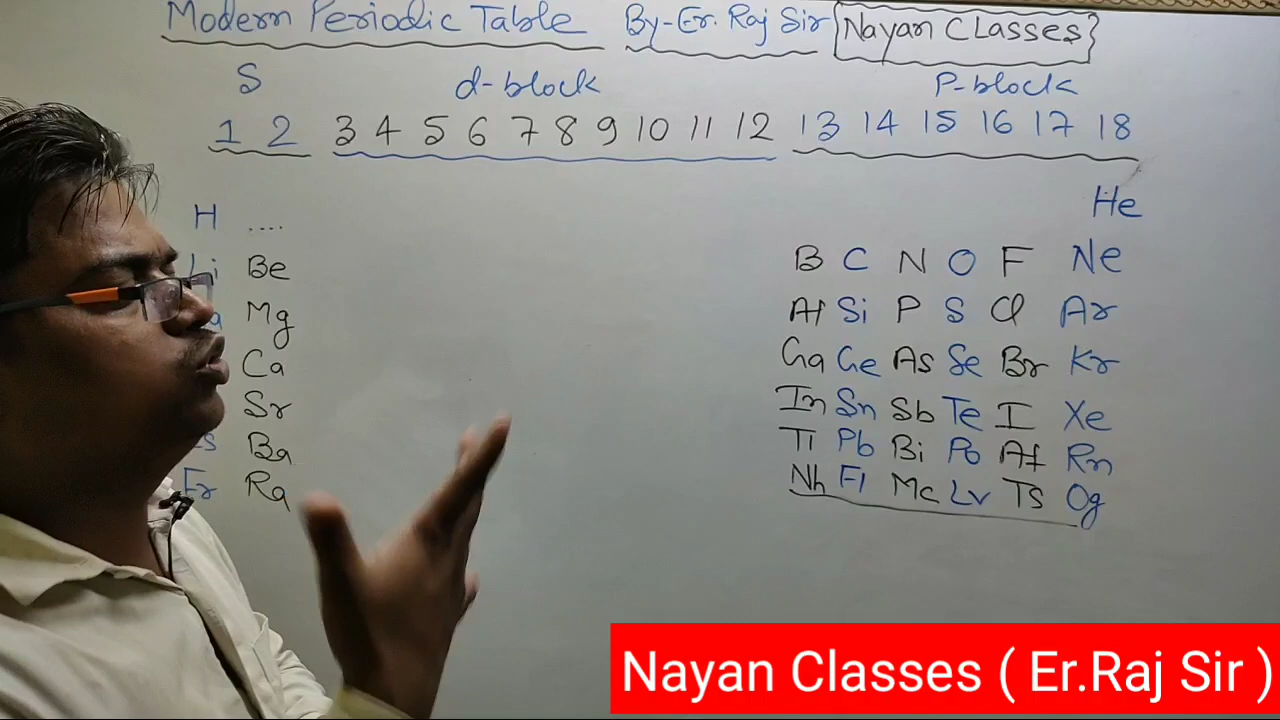 Modern Periodic Table By-Er. Raj Sir Nayan Classes
S d-block P-block
1 2 3 4 5 6 7 8 9 10 11 12 13 14 15 16 17 18
H .... He
Li Be B C N O F Ne
Mg Al Si P S Cl Ar
Ca Ga Ge As Se Br Kr
Sr In Sn Sb Te I Xe
Ba Tl Pb Bi Po At Rn
Fr Ra Nh Fl Mc Lv Ts Og
Nayan Classes ( Er.Raj Sir )